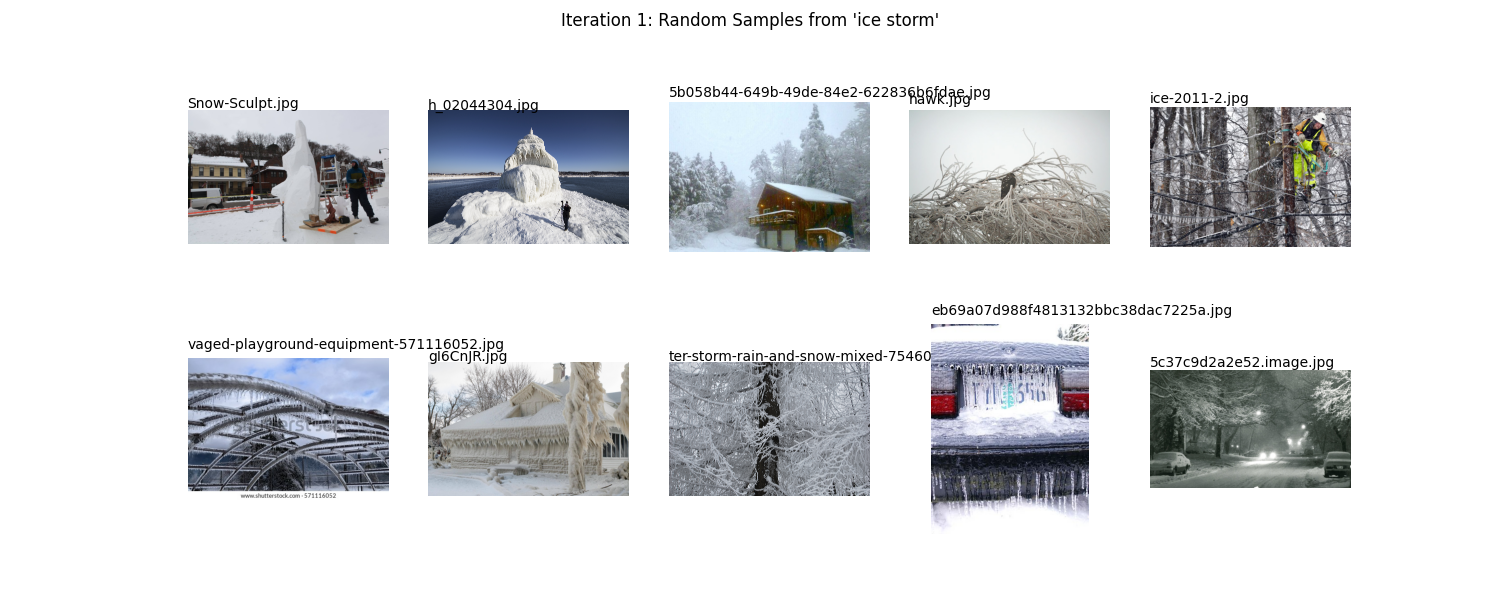 Iteration 1: Random Samples from 'ice storm'
Snow-Sculpt.jpg
h_02044304.jpg
5b058b44-649b-49de-84e2-622836b6fdae.jpg
hawk.jpg
ice-2011-2.jpg
vaged-playground-equipment-571116052.jpg
gl6CnJR.jpg
ter-storm-rain-and-snow-mixed-75460
eb69a07d988f4813132bbc38dac7225a.jpg
5c37c9d2a2e52.image.jpg
shutterstock
www.shutterstock.com · 571116052